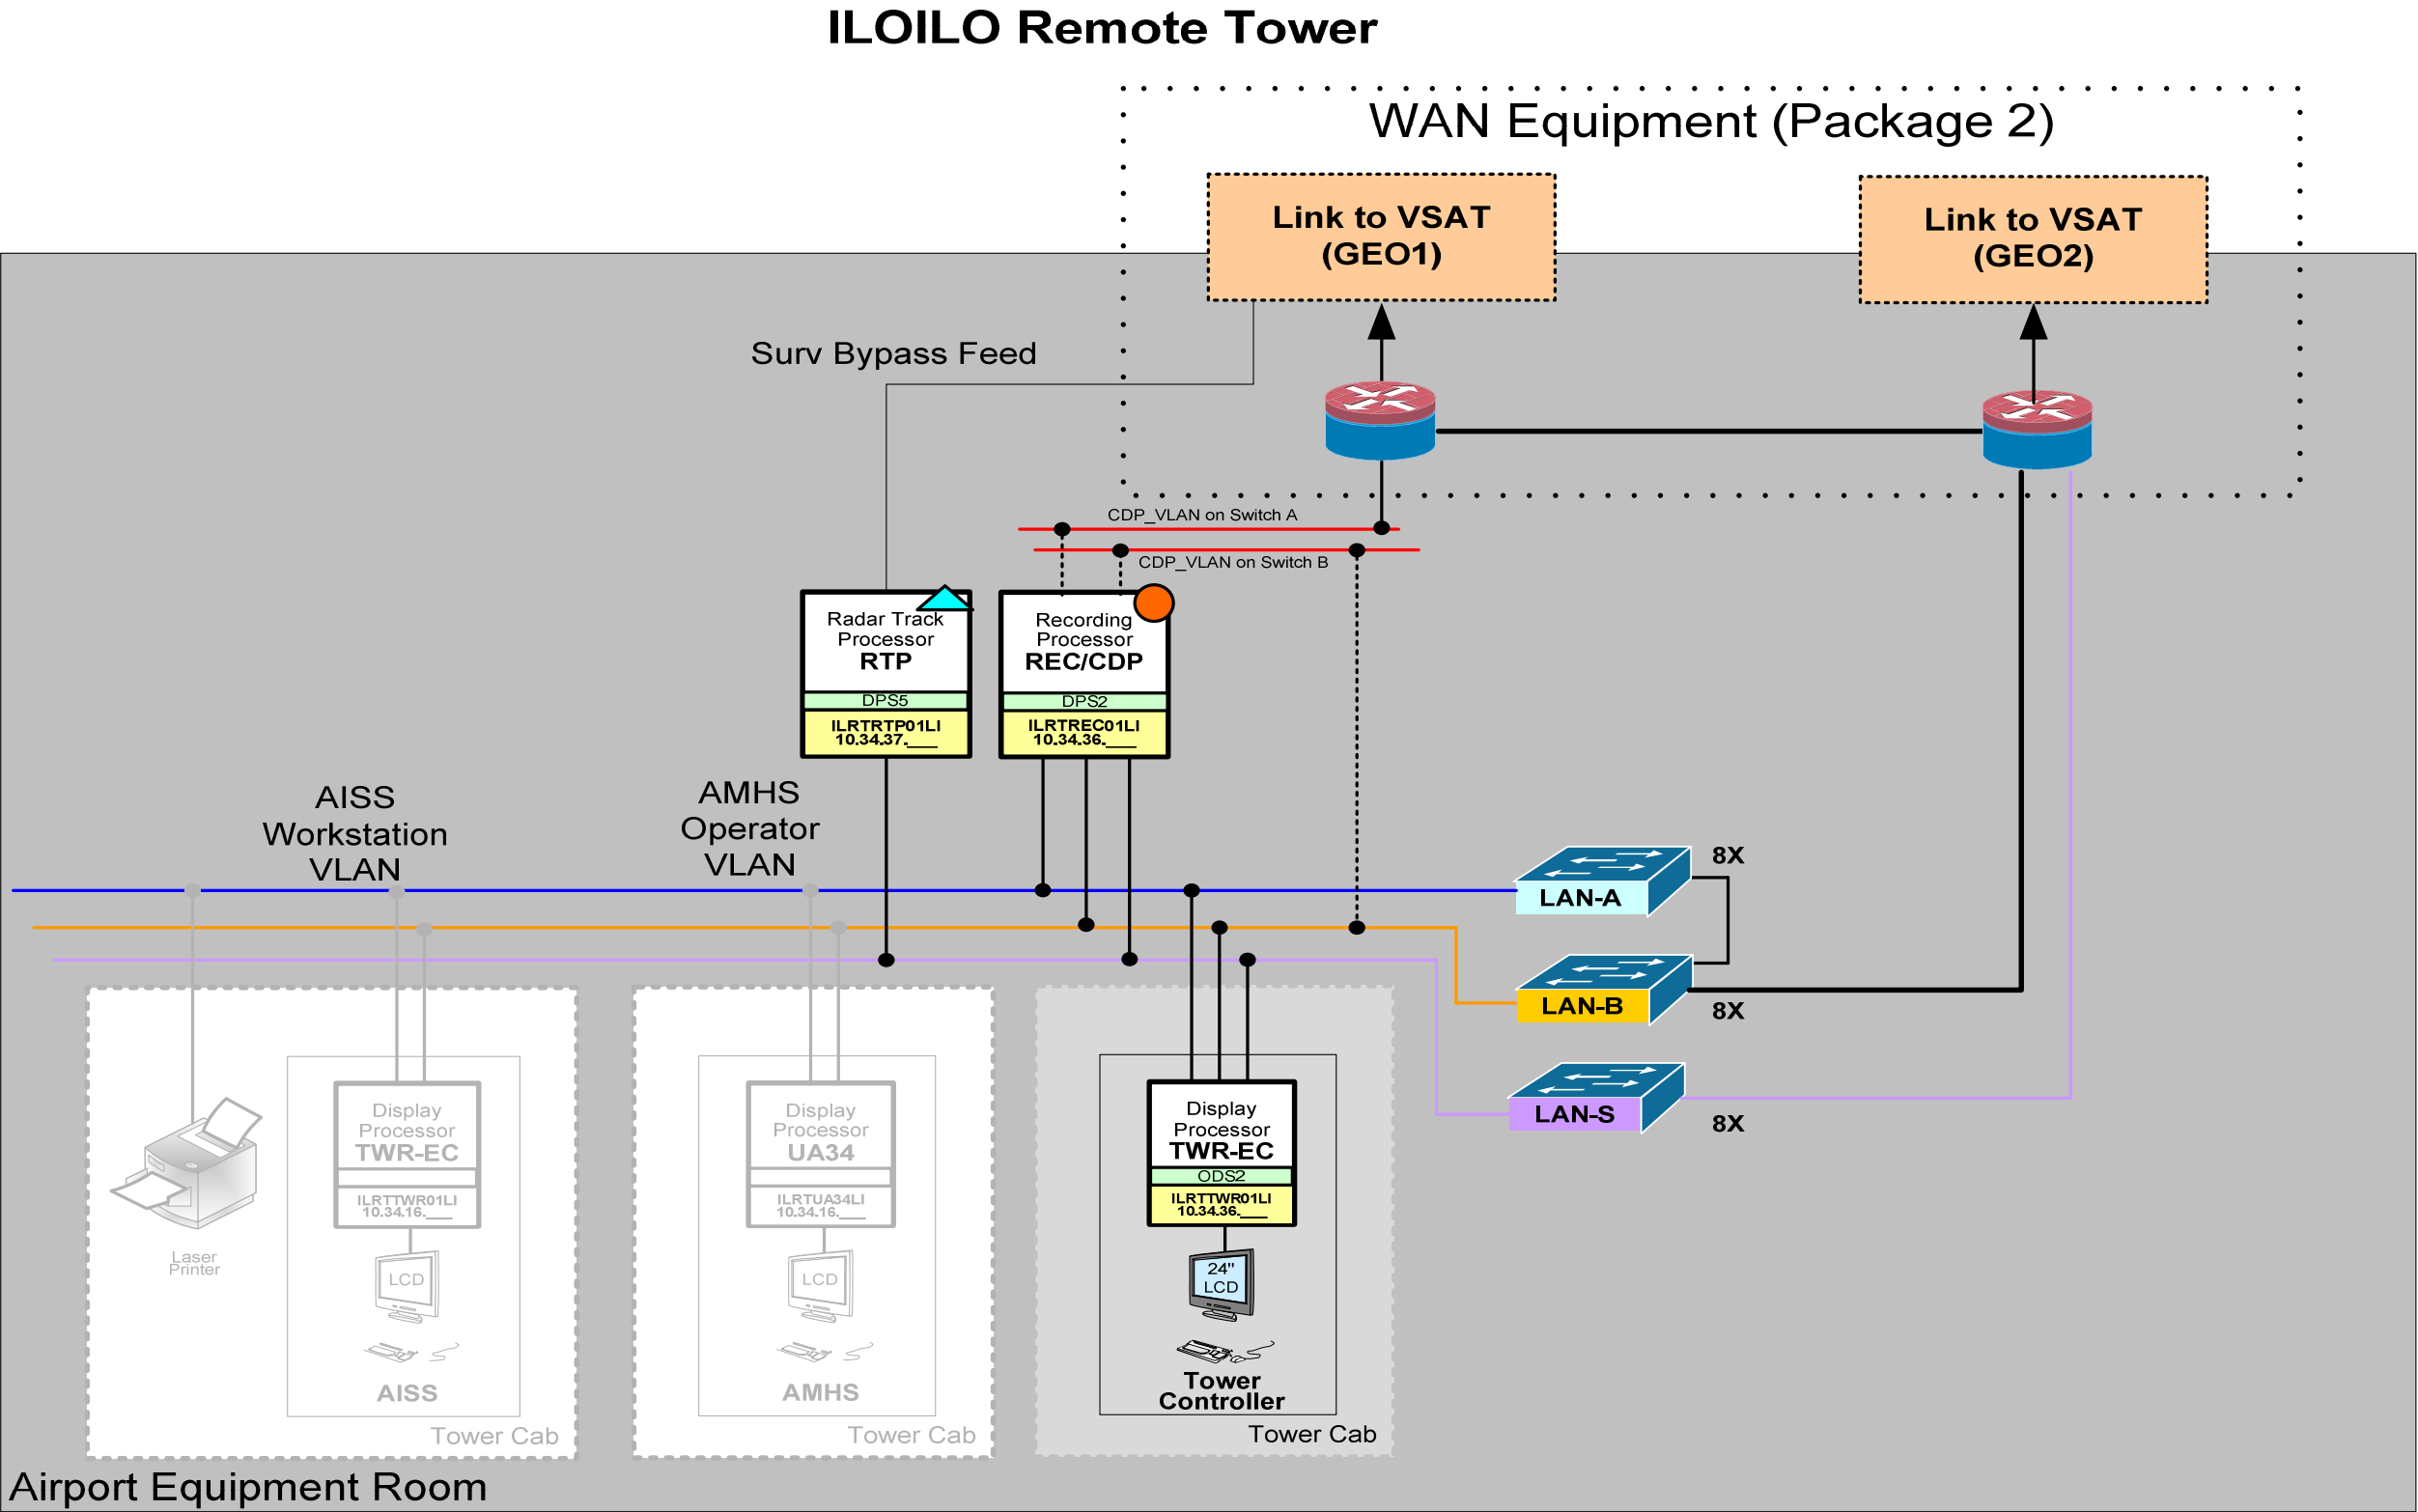 ILOILO Remote Tower
WAN Equipment (Package 2)
Link to VSAT
(GEO1)
Link to VSAT
(GEO2)
Surv Bypass Feed
CDP_VLAN on Switch A
CDP_VLAN on Switch B
Radar Track
Processor
RTP
DPS5
ILRTRTP01LI
10.34.37.___
Recording
Processor
REC/CDP
DPS2
ILRTREC01LI
10.34.36.___
AISS
Workstation
VLAN
AMHS
Operator
VLAN
8X
LAN-A
LAN-B
8X
LAN-S
8X
Display
Processor
TWR-EC
ILRTTWR01LI
10.34.16.___
LCD
Laser
Printer
AISS
Tower Cab
Display
Processor
UA34
ILRTUA34LI
10.34.16.___
LCD
AMHS
Tower Cab
Display
Processor
TWR-EC
ODS2
ILRTTWR01LI
10.34.36.___
24"
LCD
Tower
Controller
Tower Cab
Airport Equipment Room